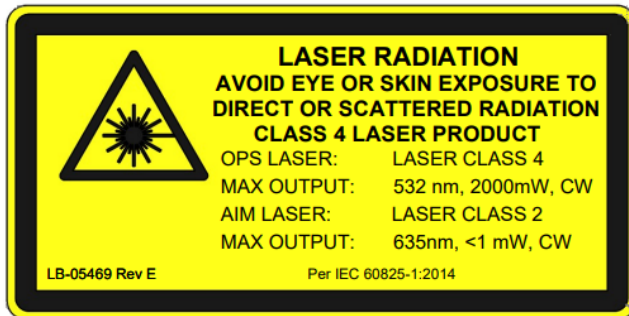 LASER RADIATION
AVOID EYE OR SKIN EXPOSURE TO
DIRECT OR SCATTERED RADIATION
CLASS 4 LASER PRODUCT
OPS LASER: LASER CLASS 4
MAX OUTPUT: 532 nm, 2000mW, CW
AIM LASER: LASER CLASS 2
MAX OUTPUT: 635nm, <1 mW, CW
LB-05469 Rev E Per IEC 60825-1:2014